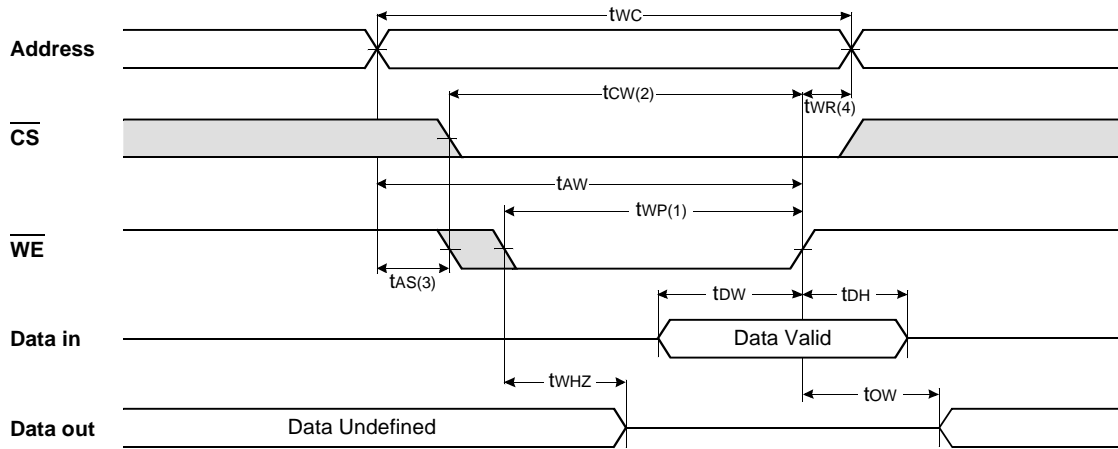 tWC
Address
tCW(2)
tWR(4)
CS
tAW
tWP(1)
WE
tAS(3)
tDW
tDH
Data in
Data Valid
tWHZ
tOW
Data out
Data Undefined